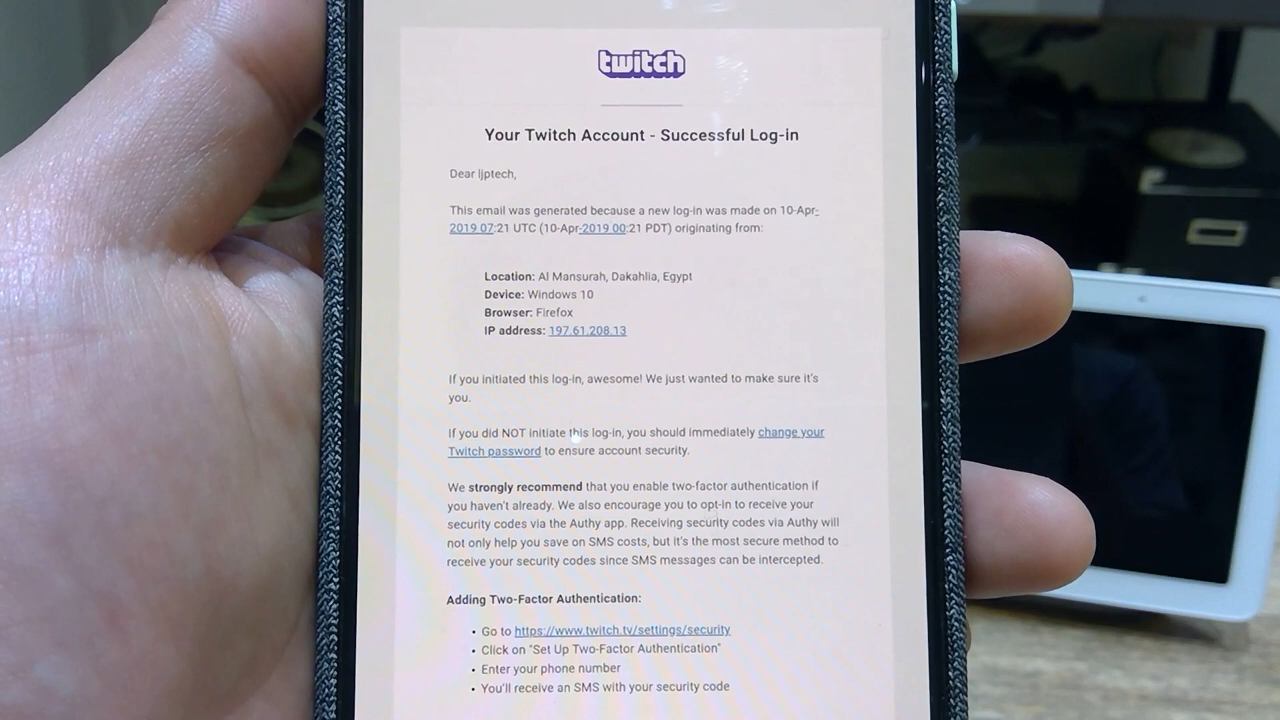 twitch
Your Twitch Account - Successful Log-in
Dear ljptech,
This email was generated because a new log-in was made on 10-Apr-
2019 07:21 UTC (10-Apr-2019 00:21 PDT) originating from:
Location: Al Mansurah, Dakahlia, Egypt
Device: Windows 10
Browser: Firefox
IP address: 197.61.208.13
If you initiated this log-in, awesome! We just wanted to make sure it's
you.
If you did NOT initiate this log-in, you should immediately change your
Twitch password to ensure account security.
We strongly recommend that you enable two-factor authentication if
you haven't already. We also encourage you to opt-in to receive your
security codes via the Authy app. Receiving security codes via Authy will
not only help you save on SMS costs, but it's the most secure method to
receive your security codes since SMS messages can be intercepted.
Adding Two-Factor Authentication:
• Go to https://www.twitch.tv/settings/security
• Click on "Set Up Two-Factor Authentication"
• Enter your phone number
• You'll receive an SMS with your security code